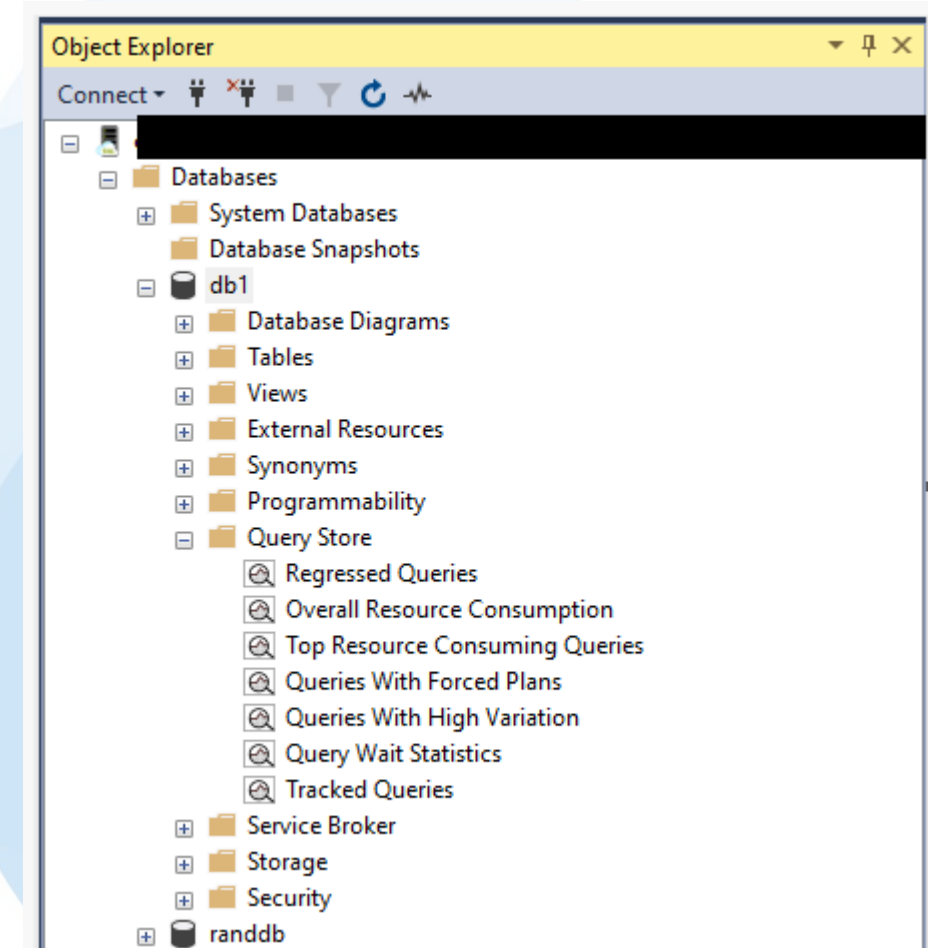 Object Explorer
Connect
Databases
System Databases
Database Snapshots
db1
Database Diagrams
Tables
Views
External Resources
Synonyms
Programmability
Query Store
Regressed Queries
Overall Resource Consumption
Top Resource Consuming Queries
Queries With Forced Plans
Queries With High Variation
Query Wait Statistics
Tracked Queries
Service Broker
Storage
Security
randdb